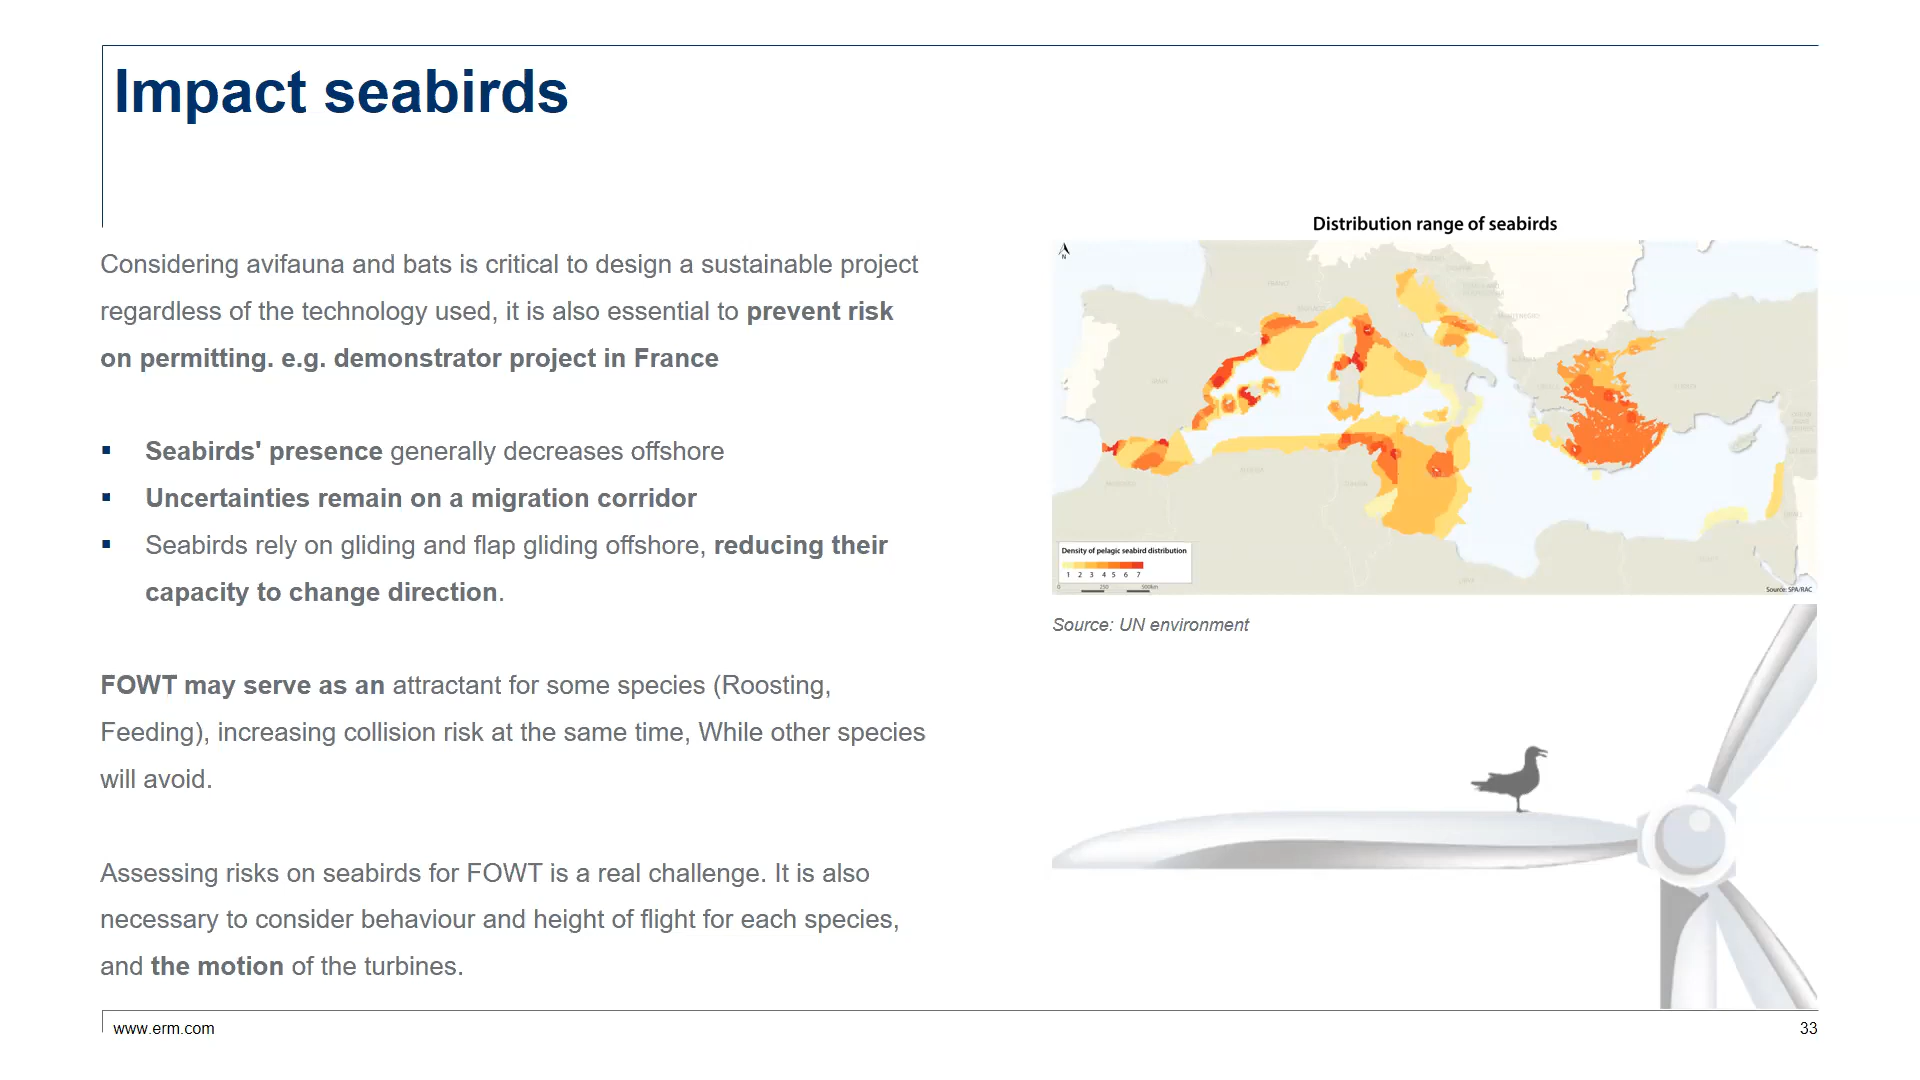 Impact seabirds
Considering avifauna and bats is critical to design a sustainable project
regardless of the technology used, it is also essential to prevent risk
on permitting. e.g. demonstrator project in France
▪ Seabirds' presence generally decreases offshore
▪ Uncertainties remain on a migration corridor
▪ Seabirds rely on gliding and flap gliding offshore, reducing their
capacity to change direction.
FOWT may serve as an attractant for some species (Roosting,
Feeding), increasing collision risk at the same time, While other species
will avoid.
Assessing risks on seabirds for FOWT is a real challenge. It is also
necessary to consider behaviour and height of flight for each species,
and the motion of the turbines.
Distribution range of seabirds
N
Density of pelagic seabird distribution
1 2 3 4 5 6 7
0 250 500km
Source: SPA/RAC
Source: UN environment
www.erm.com
33